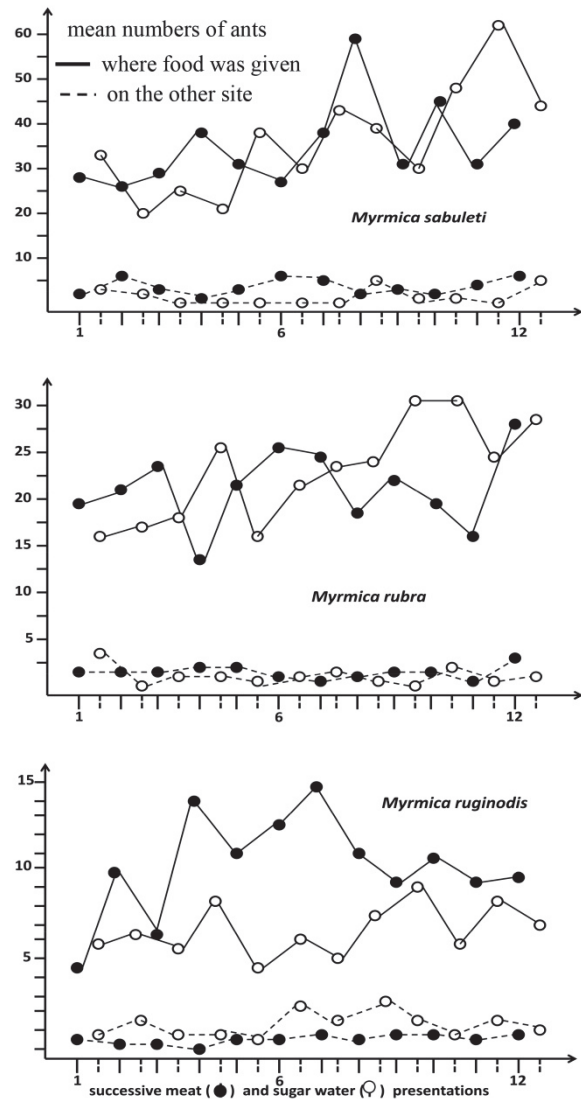 60
mean numbers of ants
where food was given
50
on the other site
40
30
20
Myrmica sabuleti
10
1 6 12
30
25
20
15
Myrmica rubra
10
5
1 6 12
15
Myrmica ruginodis
10
5
1 6 12
successive meat ( ) and sugar water ( ) presentations